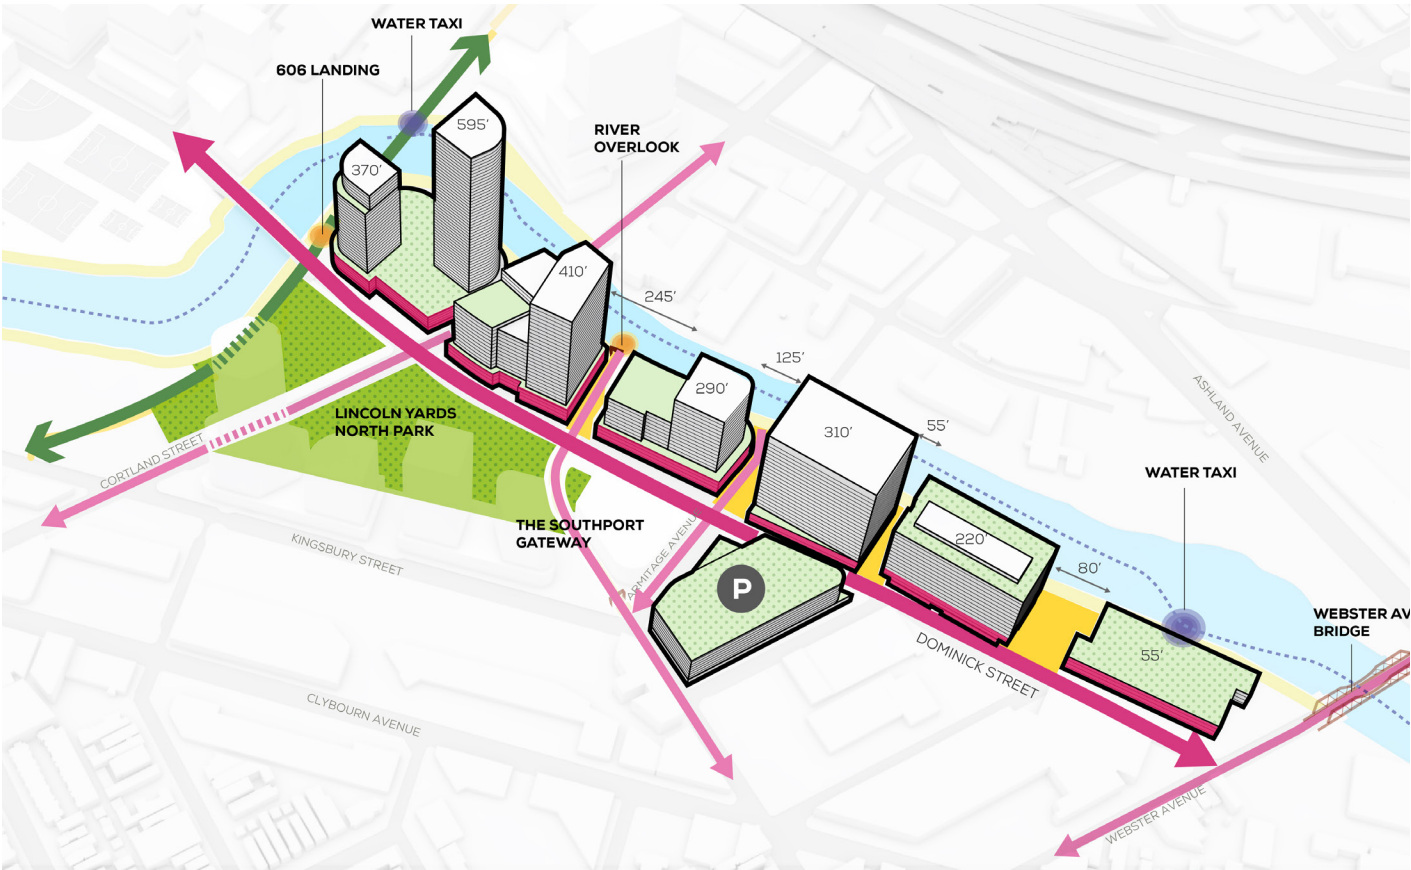 WATER TAXI
606 LANDING
595'
RIVER
OVERLOOK
370'
410'
245'
125'
290'
55'
310'
ASHLAND AVENUE
LINCOLN YARDS
NORTH PARK
CORTLAND STREET
WATER TAXI
THE SOUTHPORT
GATEWAY
KINGSBURY STREET
ARMITAGE AVENUE
220'
80'
P
WEBSTER AV
BRIDGE
55'
DOMINICK STREET
CLYBOURN AVENUE
WEBSTER AVENUE